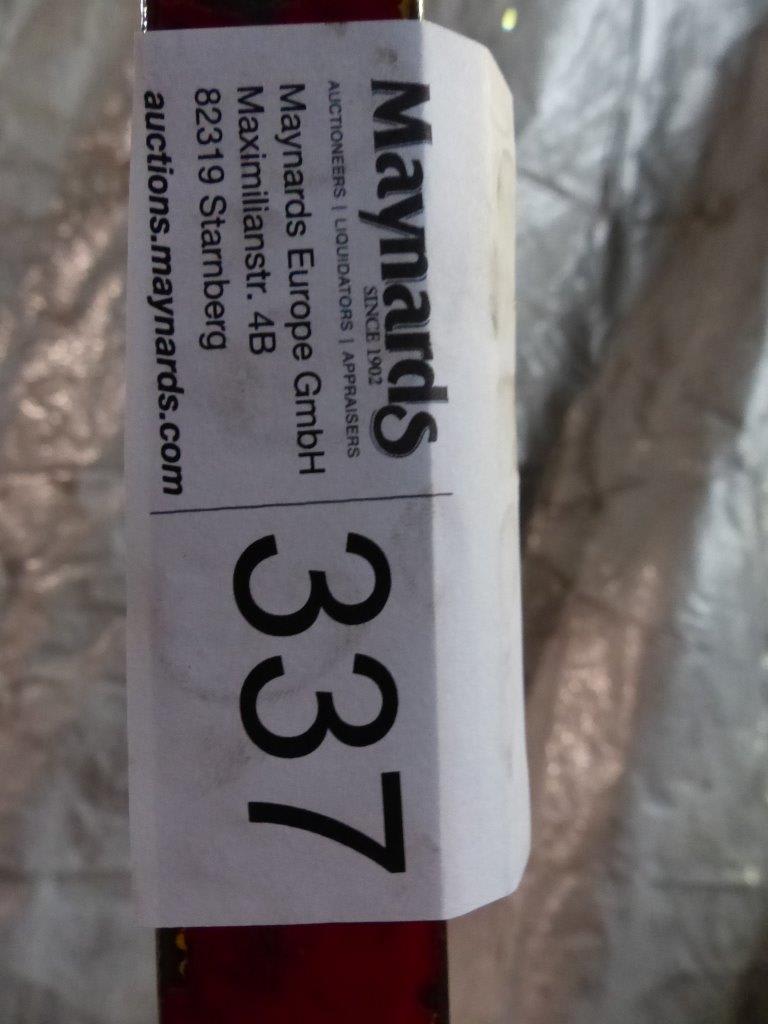 Maynards
SINCE 1902
AUCTIONEERS | LIQUIDATORS | APPRAISERS
Maynards Europe GmbH
Maximilianstr. 4B
82319 Starnberg
auctions.maynards.com
337